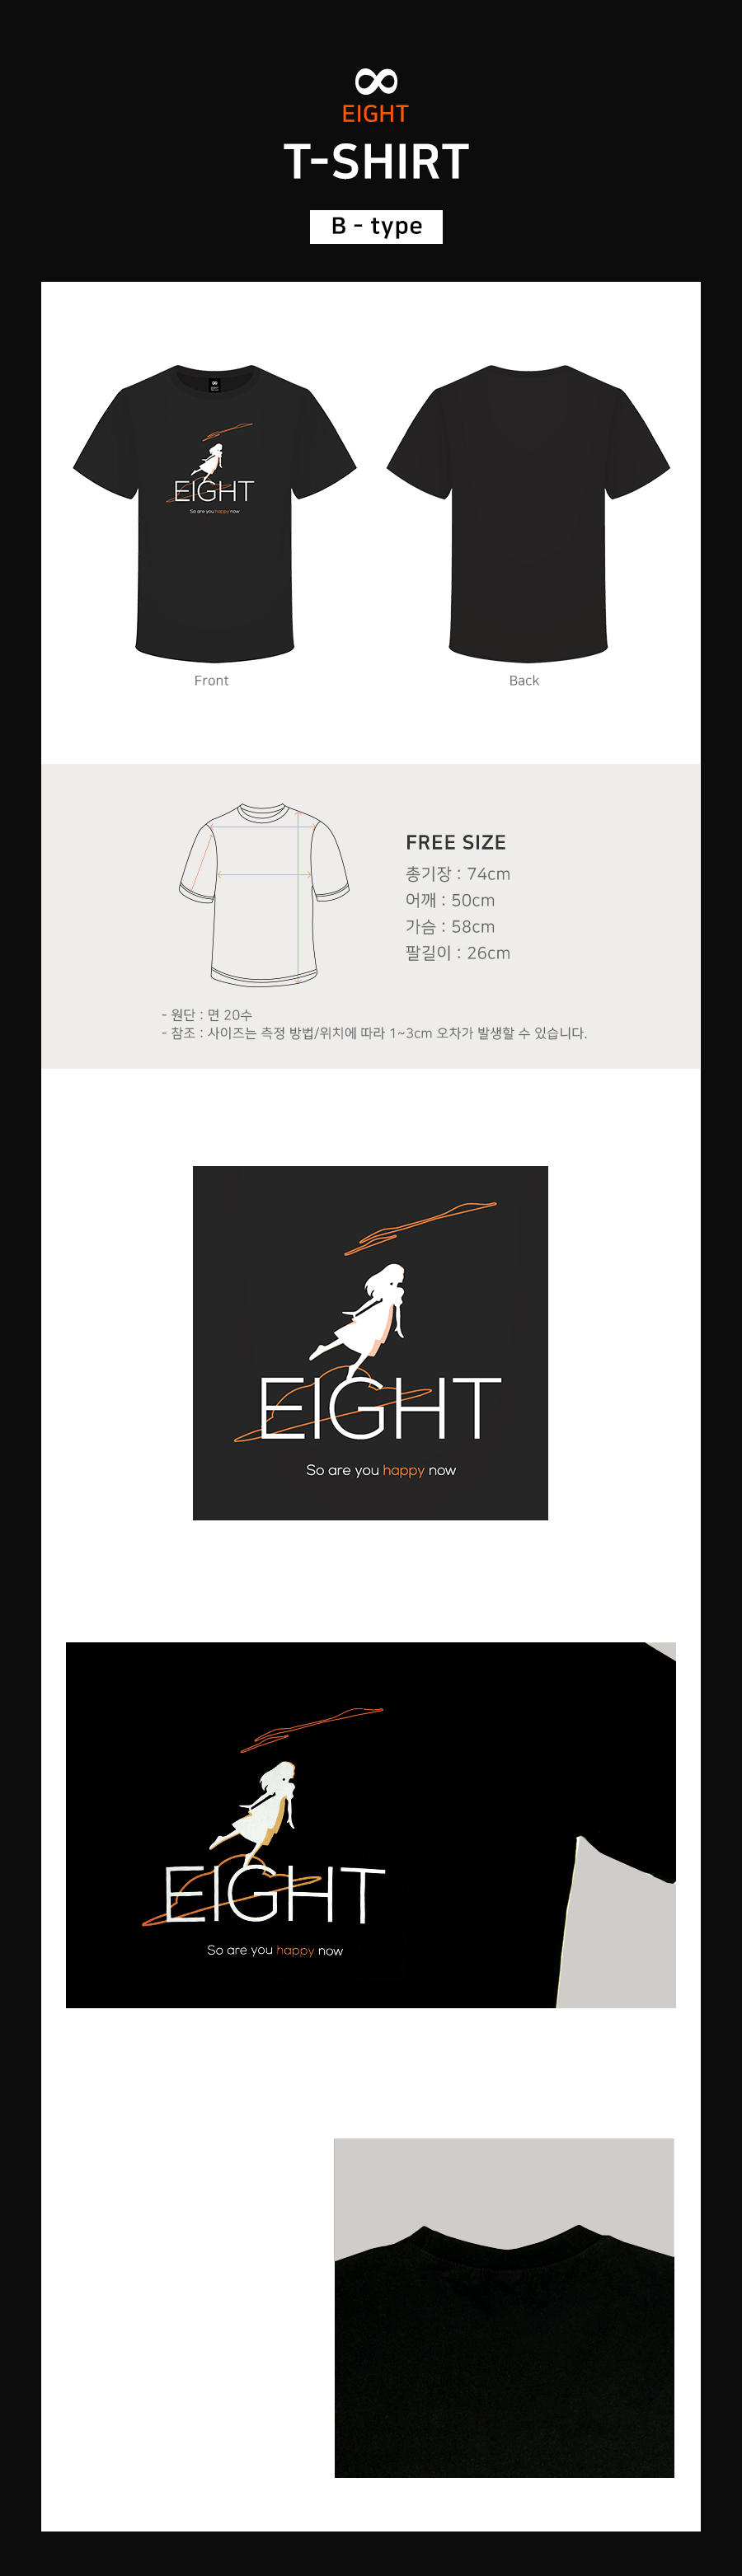 EIGHT
T-SHIRT
B - type
EIGHT
So are you happy now
Front
Back
FREE SIZE
총기장 : 74cm
어깨 : 50cm
가슴 : 58cm
팔길이 : 26cm
- 원단 : 면 20수
- 참조 : 사이즈는 측정 방법/위치에 따라 1~3cm 오차가 발생할 수 있습니다.
EIGHT
So are you happy now
EIGHT
So are you happy now